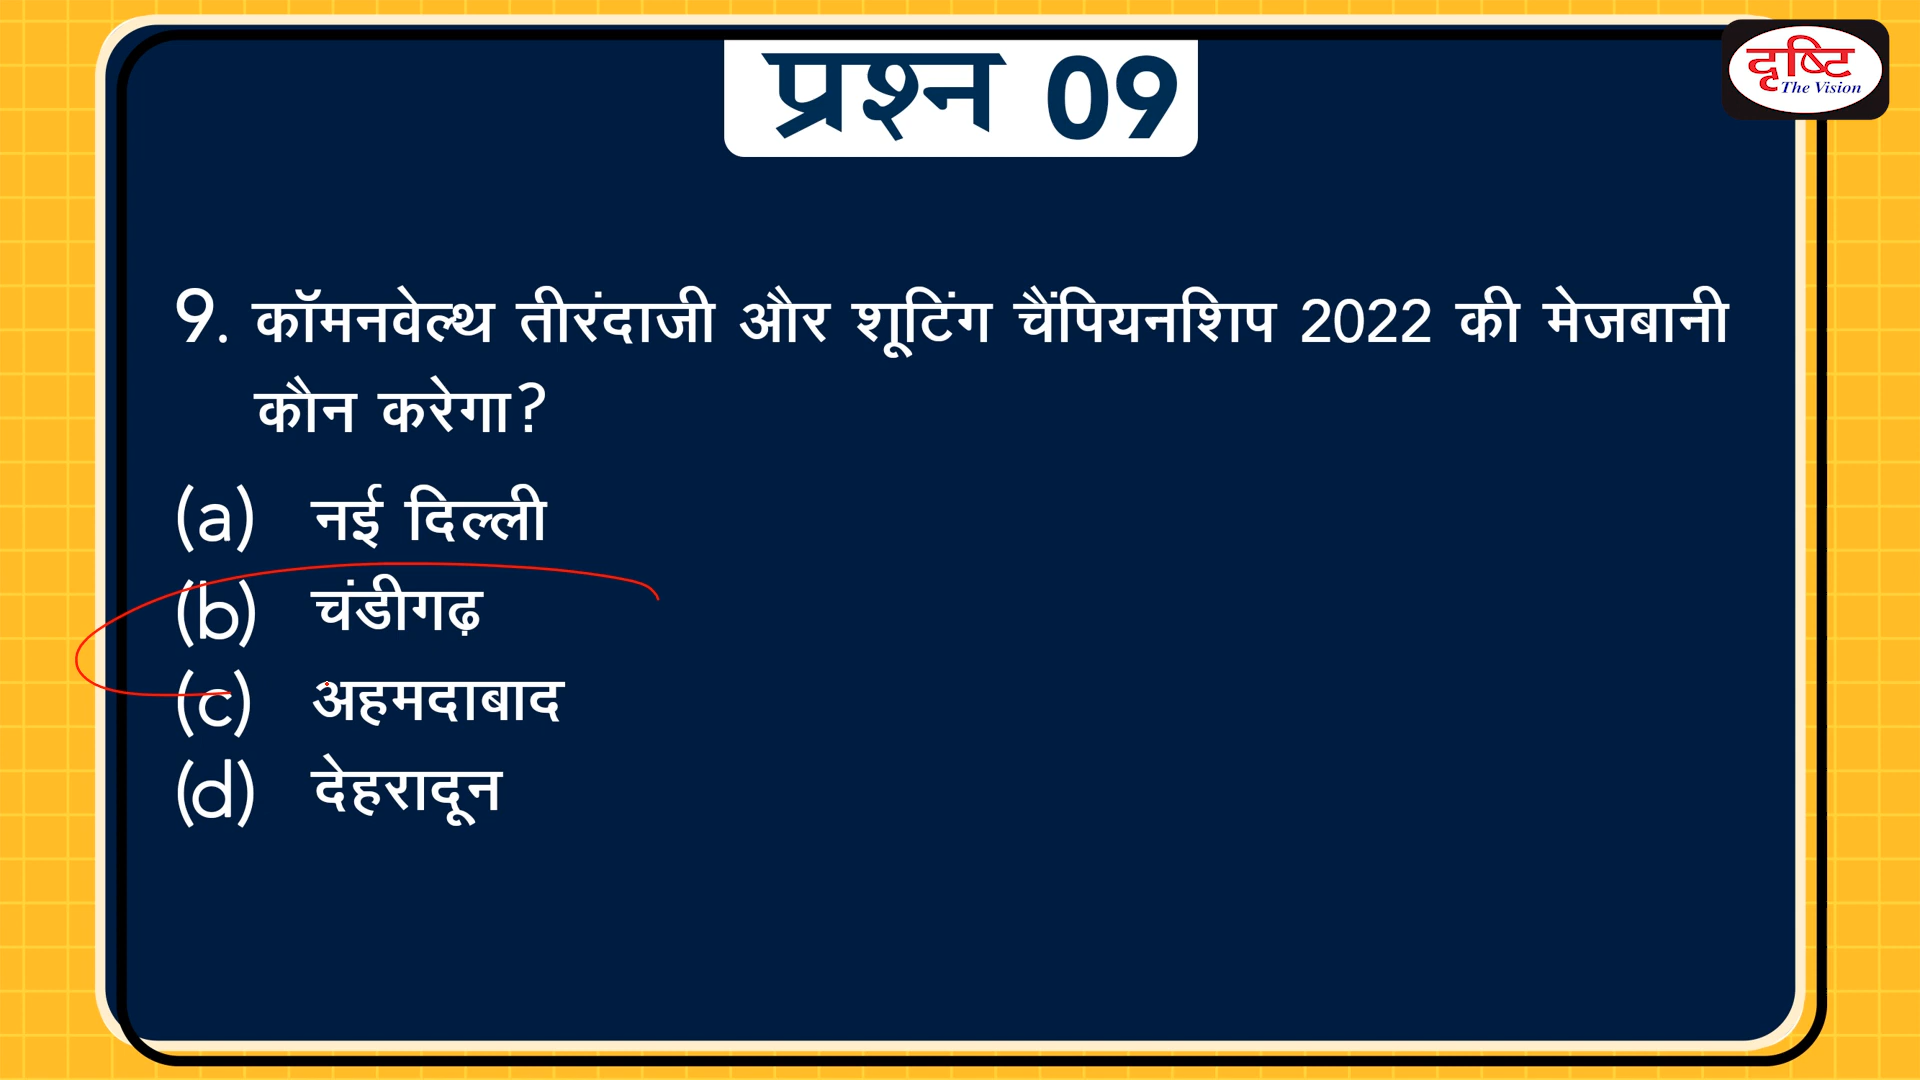 प्रश्न 09
दृष्टि
The Vision
9. कॉमनवेल्थ तीरंदाजी और शूटिंग चैंपियनशिप 2022 की मेजबानी
कौन करेगा?
(a) नई दिल्ली
(b) चंडीगढ़
(c) अहमदाबाद
(d) देहरादून